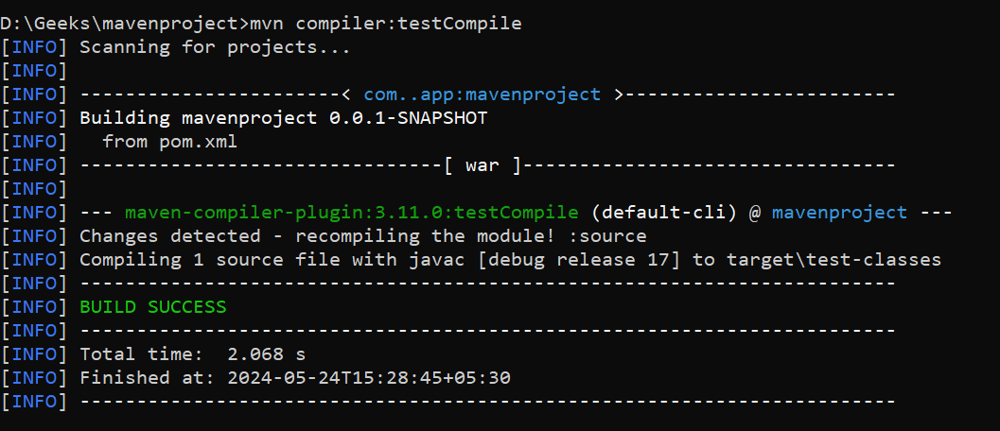 D:\Geeks\mavenproject>mvn compiler:testCompile
[INFO] Scanning for projects...
[INFO]
[INFO] -----------------------< com..app:mavenproject >------------------------
[INFO] Building mavenproject 0.0.1-SNAPSHOT
[INFO]   from pom.xml
[INFO] --------------------------------[ war ]---------------------------------
[INFO]
[INFO] --- maven-compiler-plugin:3.11.0:testCompile (default-cli) @ mavenproject ---
[INFO] Changes detected - recompiling the module! :source
[INFO] Compiling 1 source file with javac [debug release 17] to target\test-classes
[INFO] ------------------------------------------------------------------------
[INFO] BUILD SUCCESS
[INFO] ------------------------------------------------------------------------
[INFO] Total time:  2.068 s
[INFO] Finished at: 2024-05-24T15:28:45+05:30
[INFO] ------------------------------------------------------------------------